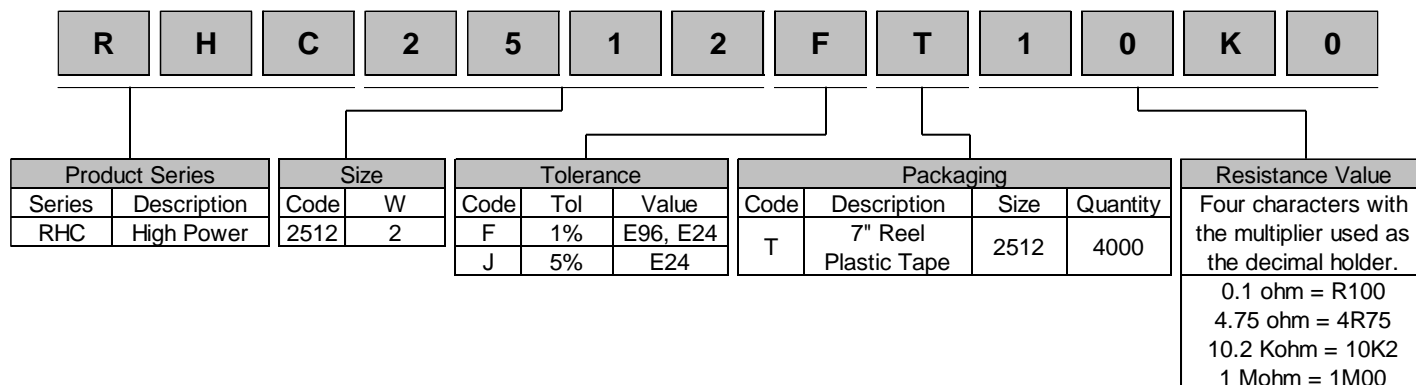 R H C 2 5 1 2 F T 1 0 K 0
Product Series
Series Description
RHC High Power
Size
Code W
2512 2
Tolerance
Code Tol Value
F 1% E96, E24
J 5% E24
Packaging
Code Description Size Quantity
T 7" Reel Plastic Tape 2512 4000
Resistance Value
Four characters with
the multiplier used as
the decimal holder.
0.1 ohm = R100
4.75 ohm = 4R75
10.2 Kohm = 10K2
1 Mohm = 1M00